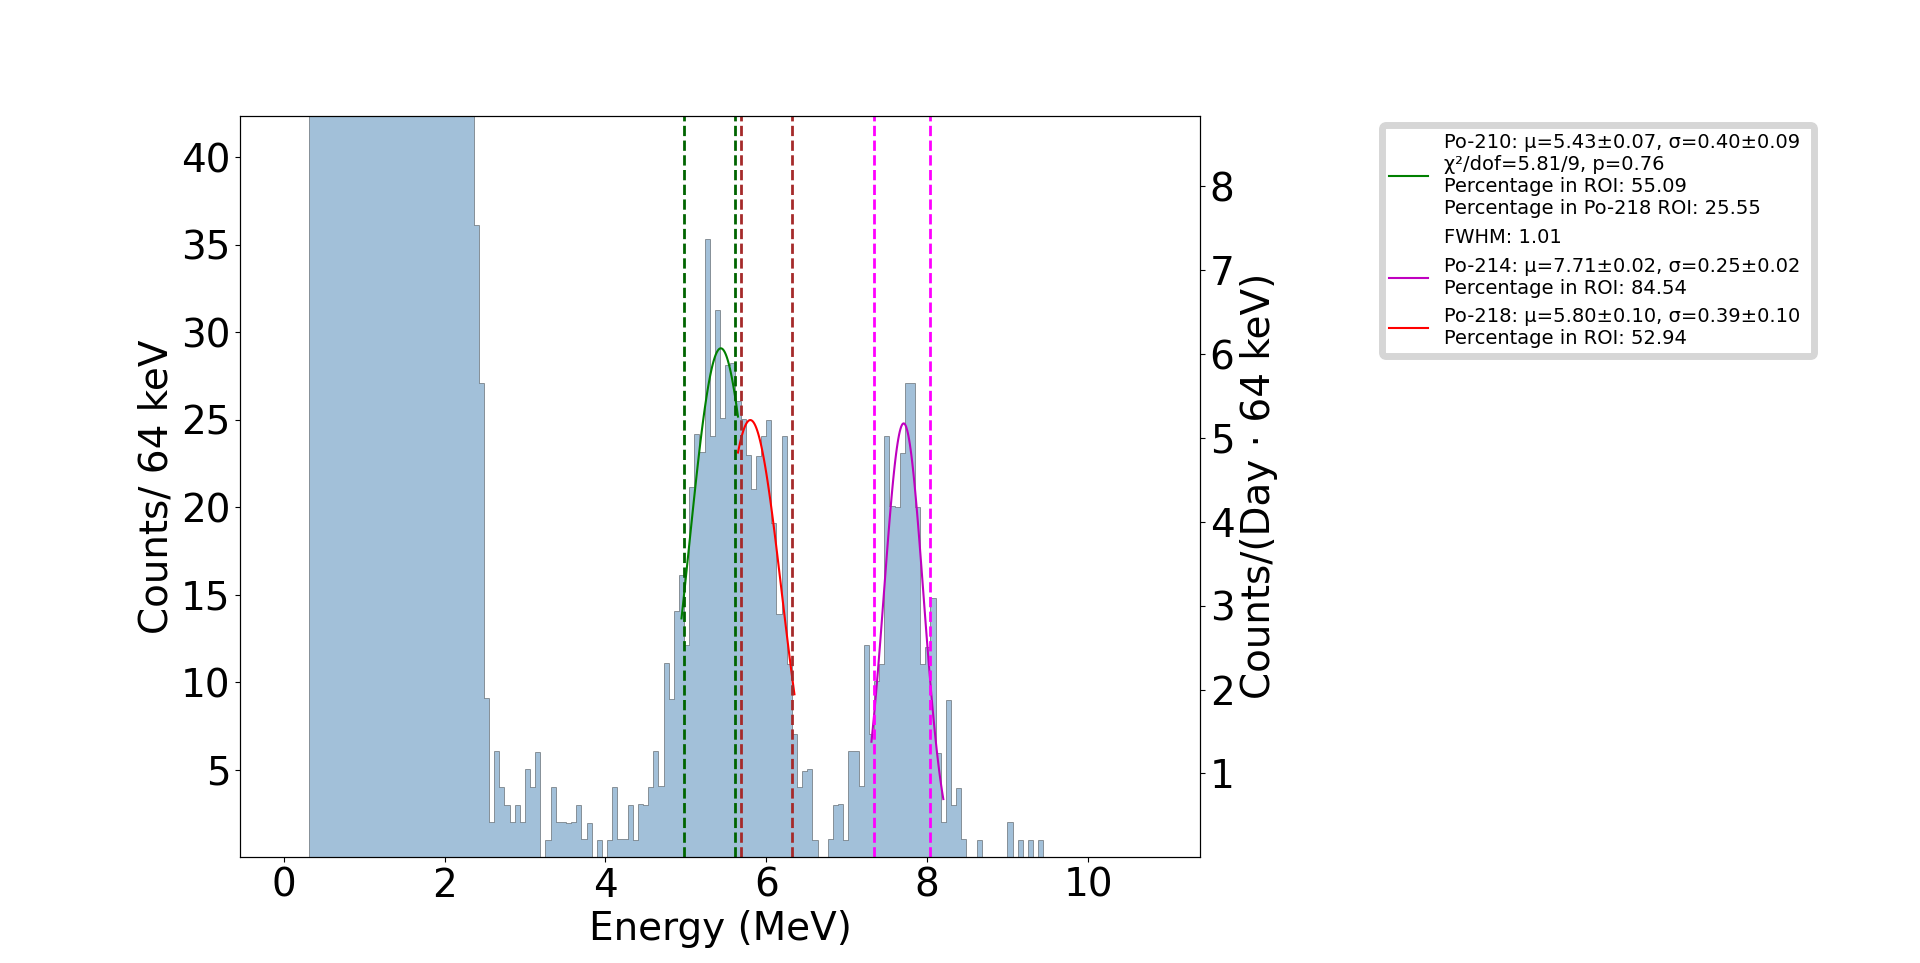 40
35
30
25
20
15
10
5
Counts/ 64 keV
0 2 4 6 8 10
Energy (MeV)
8
7
6
5
4
3
2
1
Counts/(Day · 64 keV)
Po-210: μ=5.43±0.07, σ=0.40±0.09
χ²/dof=5.81/9, p=0.76
Percentage in ROI: 55.09
Percentage in Po-218 ROI: 25.55
FWHM: 1.01
Po-214: μ=7.71±0.02, σ=0.25±0.02
Percentage in ROI: 84.54
Po-218: μ=5.80±0.10, σ=0.39±0.10
Percentage in ROI: 52.94